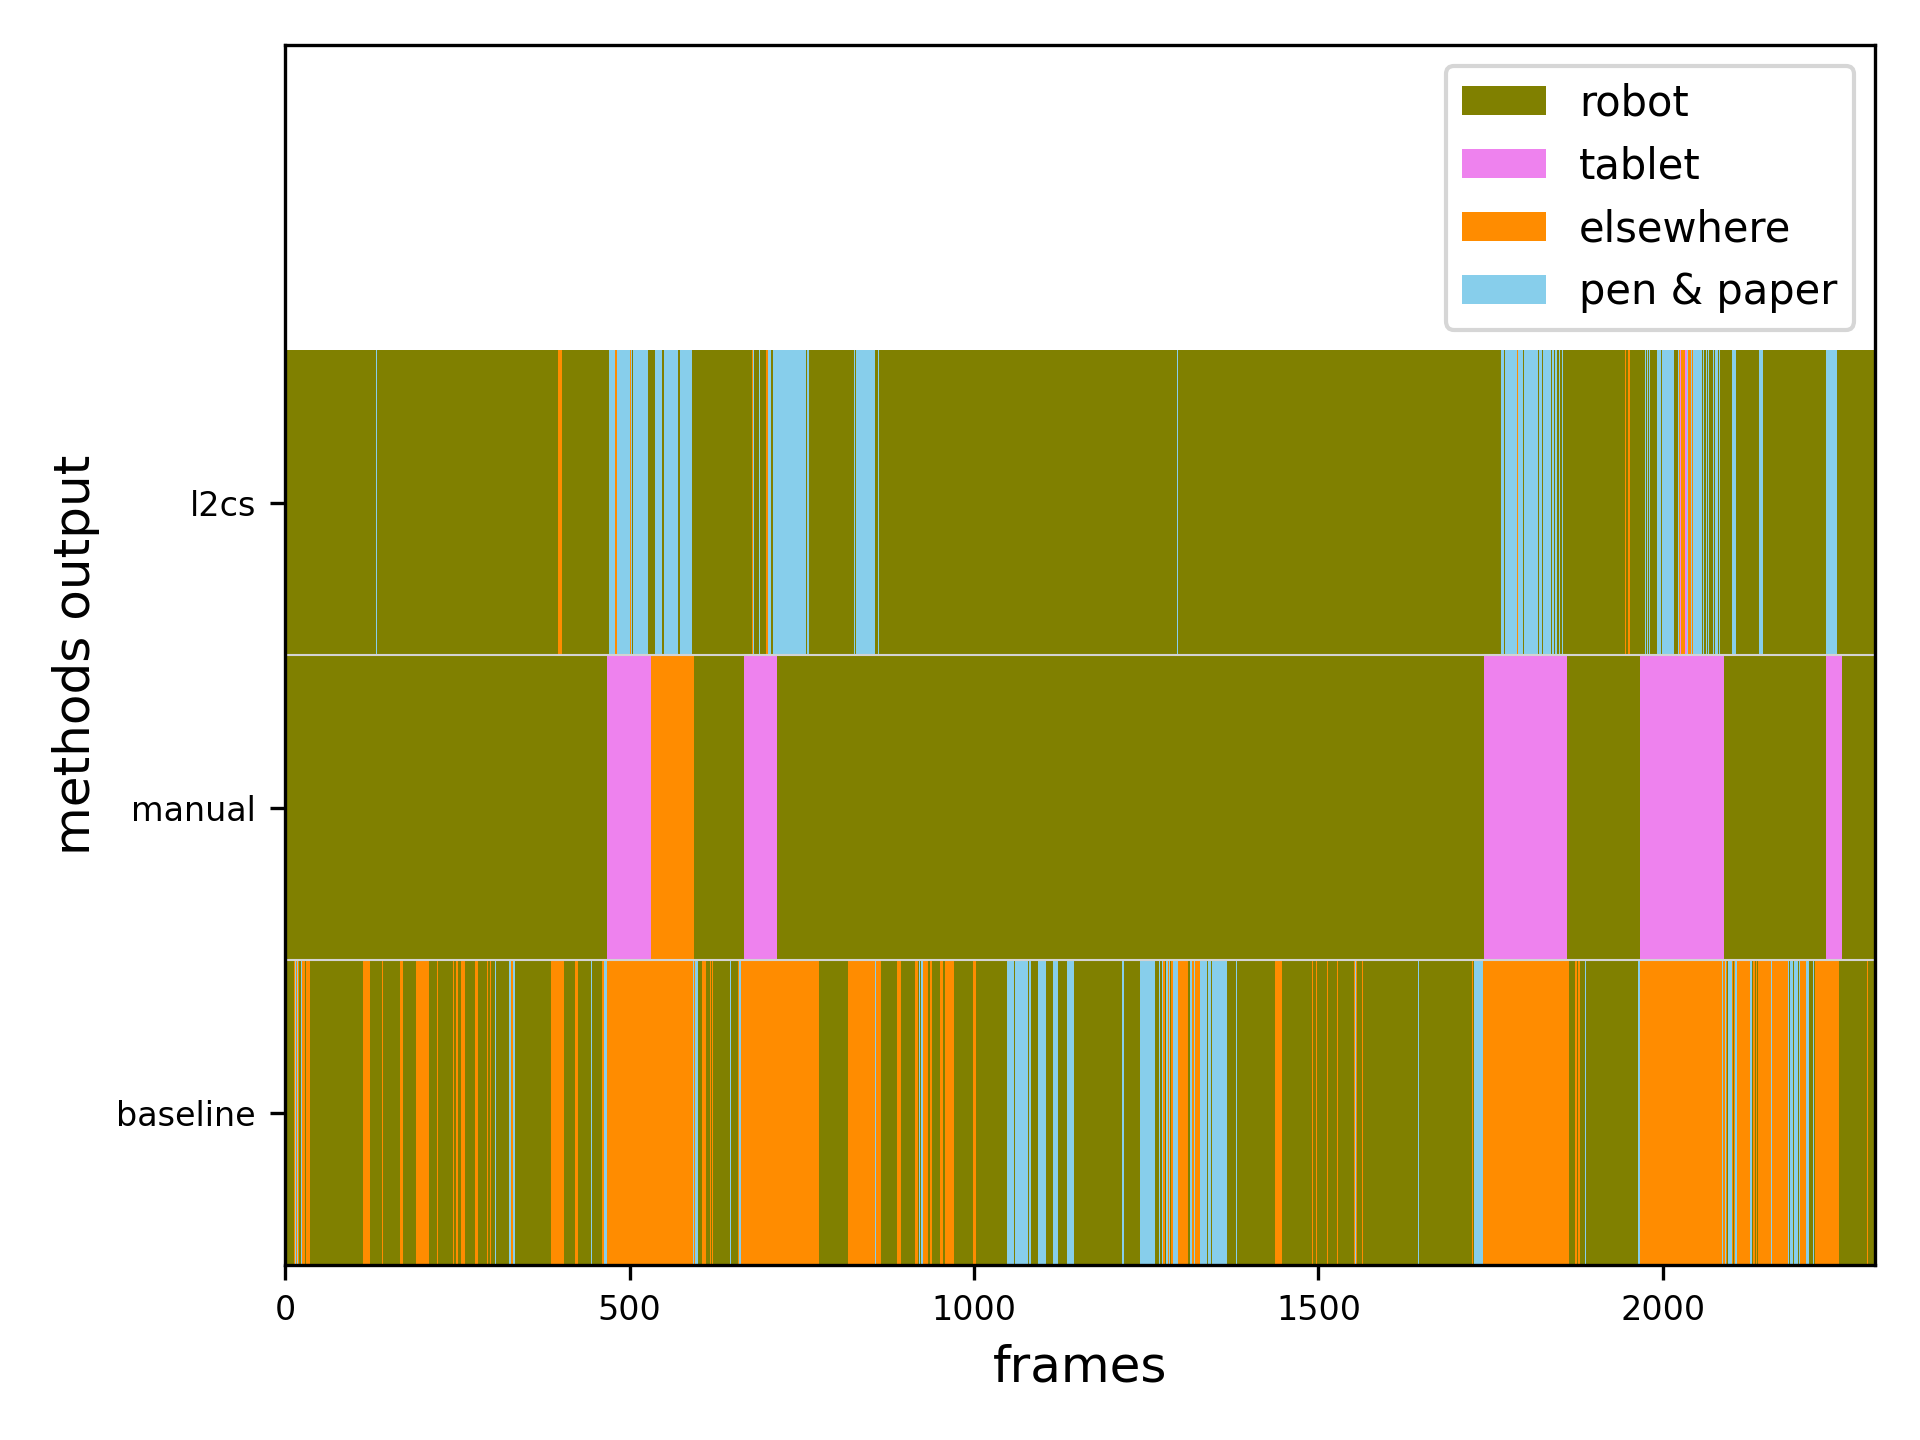 robot
tablet
elsewhere
pen & paper
methods output
l2cs
manual
baseline
0 500 1000 1500 2000
frames